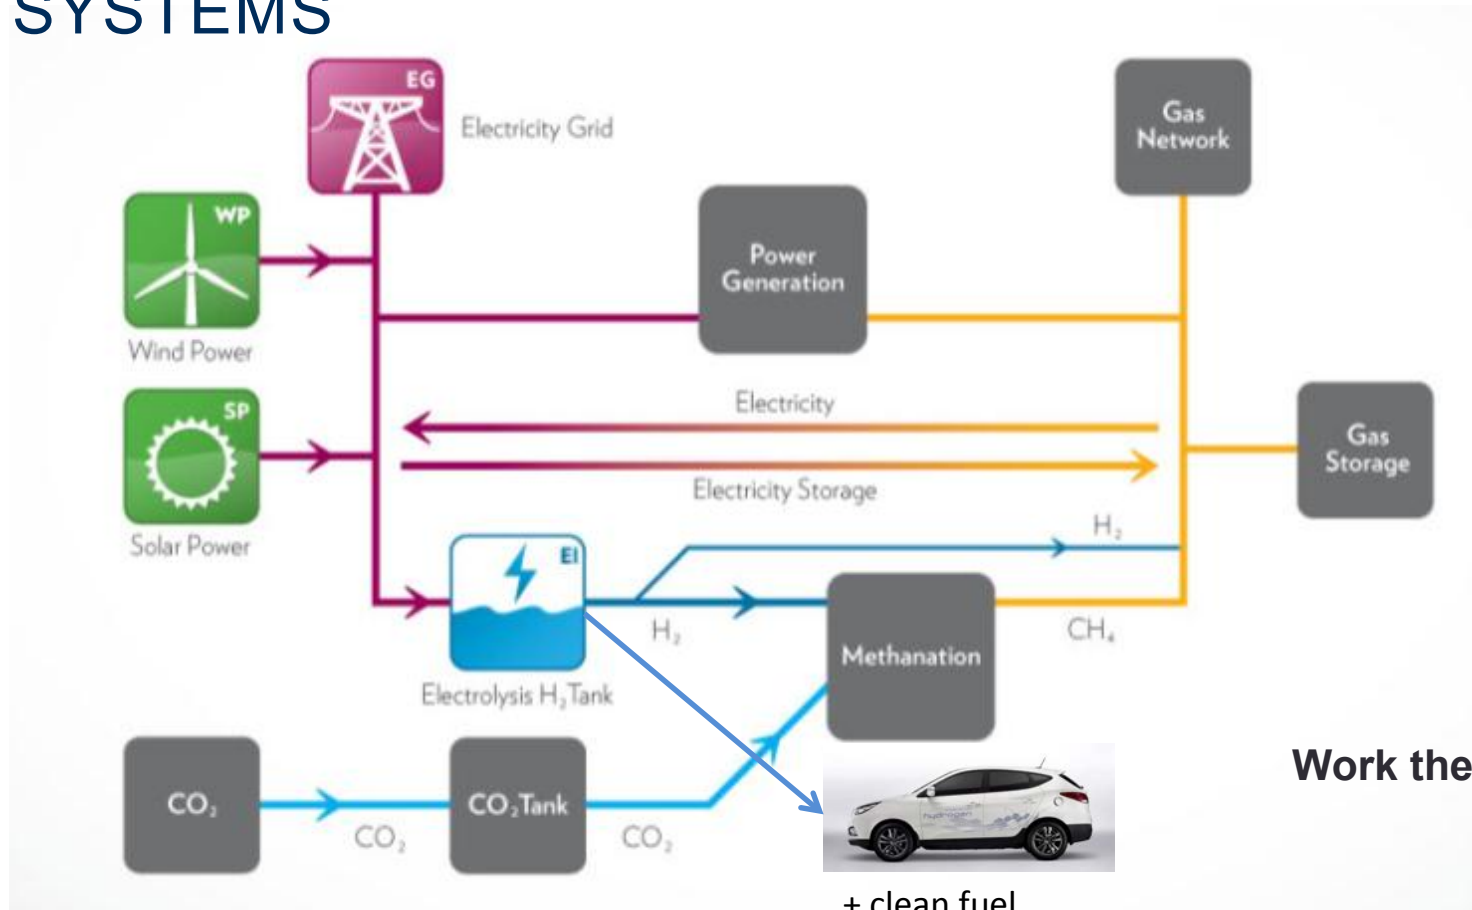 SYSTEMS
EG
Electricity Grid
Gas
Network
WP
Wind Power
Power
Generation
SP
Solar Power
Electricity
Electricity Storage
Gas
Storage
H₂
EI
H₂
CH₄
Methanation
Electrolysis H₂Tank
CO₂
CO₂
CO₂Tank
CO₂
hydrogen
Work the
+ clean fuel